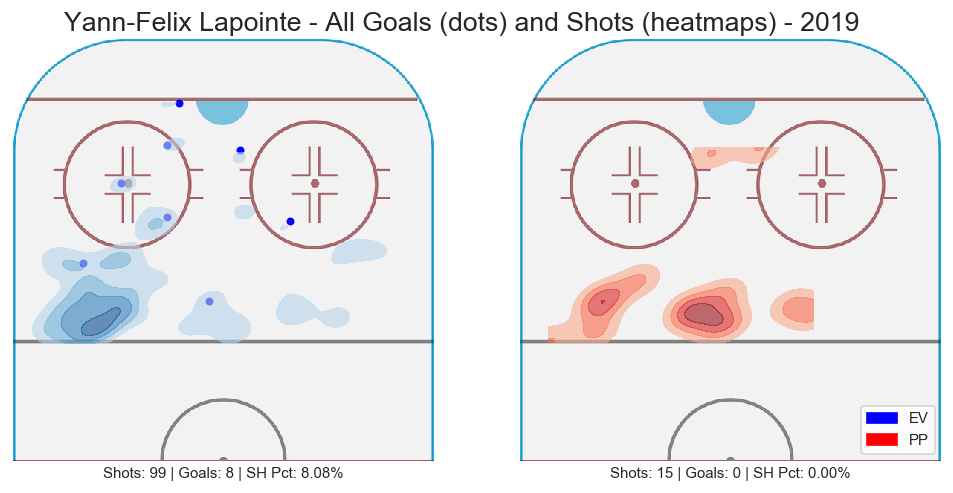 Yann-Felix Lapointe - All Goals (dots) and Shots (heatmaps) - 2019
EV
PP
Shots: 99 | Goals: 8 | SH Pct: 8.08%
Shots: 15 | Goals: 0 | SH Pct: 0.00%